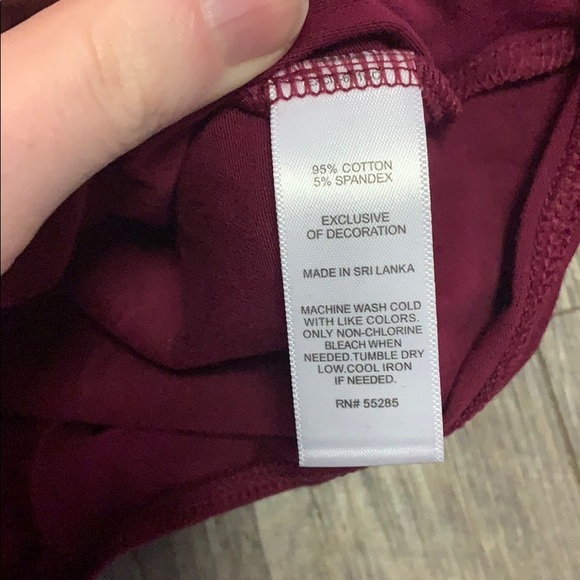 95% COTTON
5% SPANDEX
EXCLUSIVE
OF DECORATION
MADE IN SRI LANKA
MACHINE WASH COLD
WITH LIKE COLORS.
ONLY NON-CHLORINE
BLEACH WHEN
NEEDED.TUMBLE DRY
LOW.COOL IRON
IF NEEDED.
RN# 55285